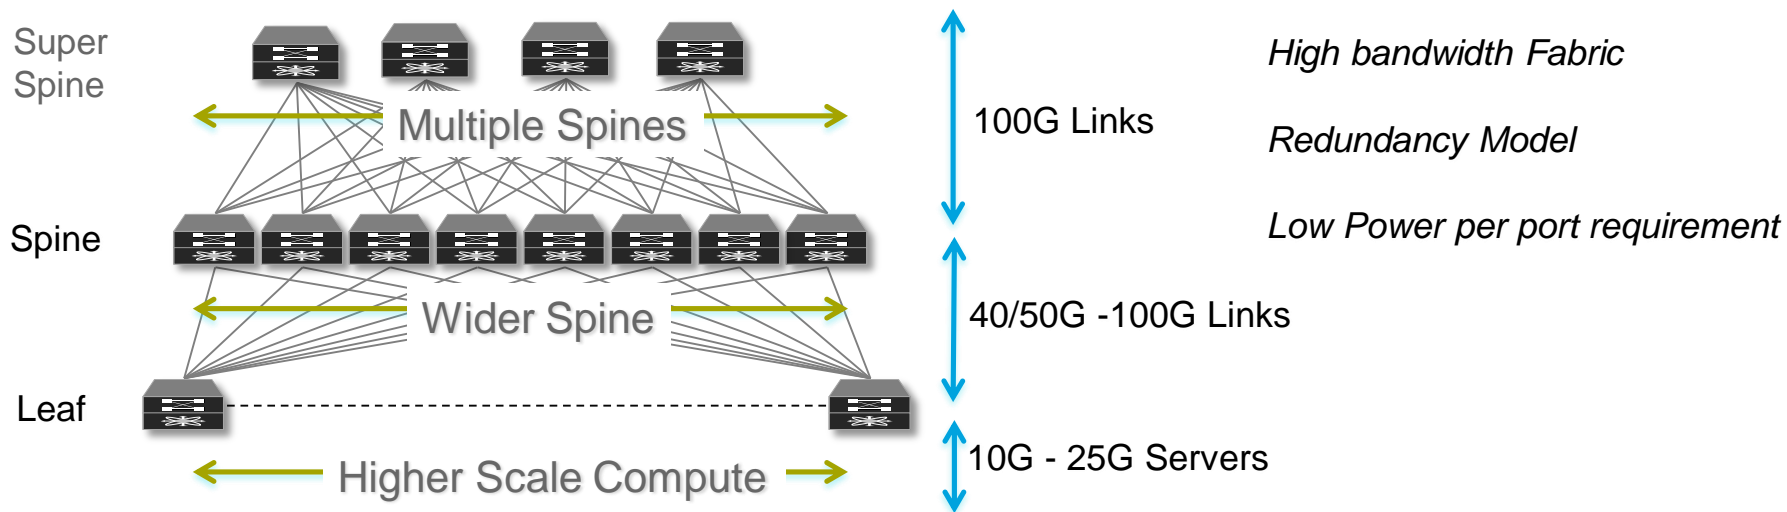 Super
Spine
Multiple Spines
100G Links
High bandwidth Fabric
Redundancy Model
Low Power per port requirement
Spine
Wider Spine
40/50G -100G Links
Leaf
Higher Scale Compute
10G - 25G Servers